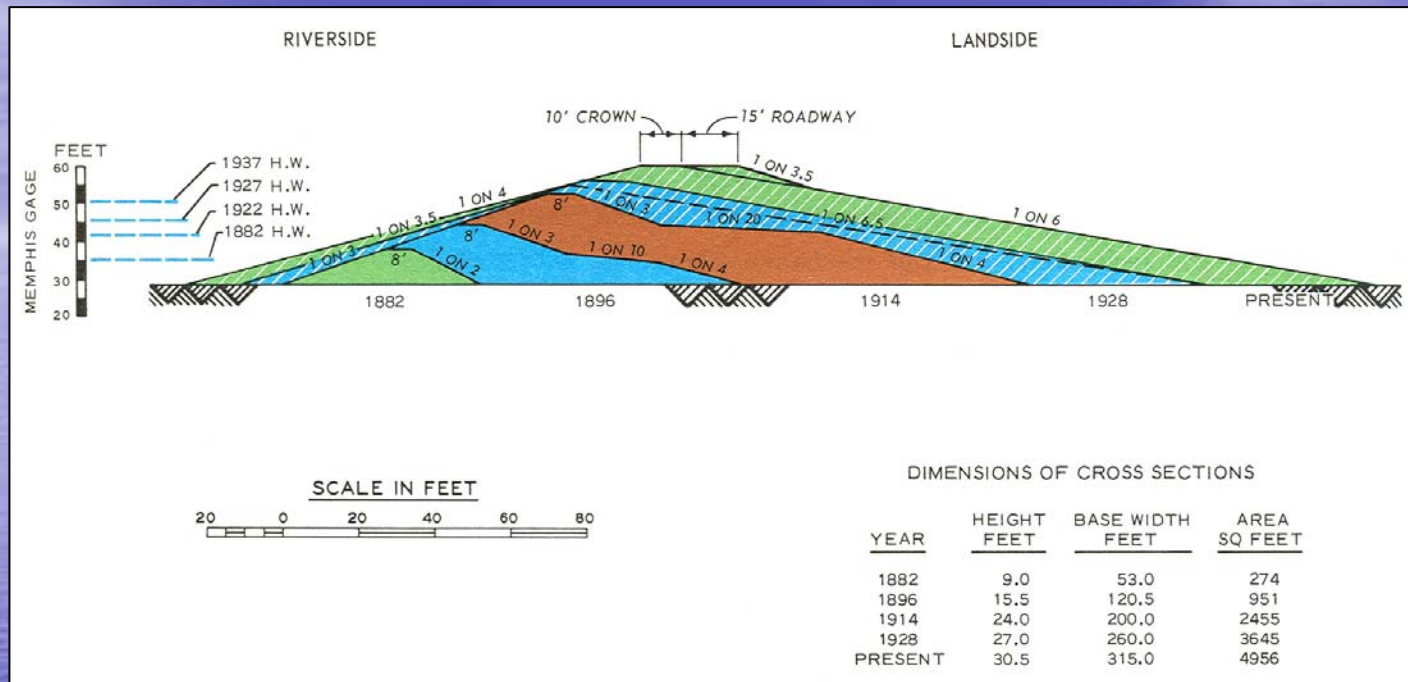 RIVERSIDE
LANDSIDE
10' CROWN
15' ROADWAY
MEMPHIS GAGE
FEET
60
50
40
30
20
1937 H.W.
1927 H.W.
1922 H.W.
1882 H.W.
1 ON 3.5
1 ON 4
1 ON 3
1 ON 3.5
1 ON 6
8'
1 ON 3
1 ON 20
1 ON 6.5
8'
1 ON 3
1 ON 10
1 ON 4
1 ON 4
8'
1 ON 2
1882
1896
1914
1928
PRESENT
SCALE IN FEET
20 0 20 40 60 80
DIMENSIONS OF CROSS SECTIONS
YEAR HEIGHT FEET BASE WIDTH FEET AREA SQ FEET
1882 9.0 53.0 274
1896 15.5 120.5 951
1914 24.0 200.0 2455
1928 27.0 260.0 3645
PRESENT 30.5 315.0 4956